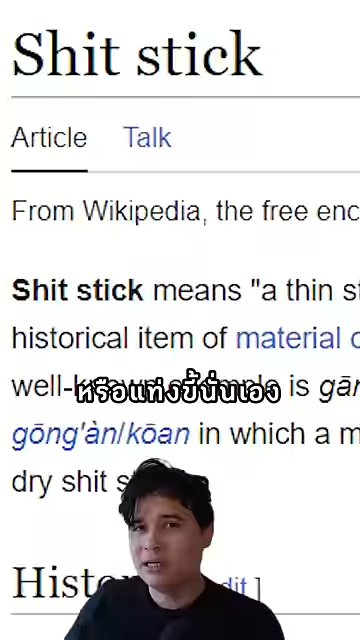 Shit stick
Article Talk
From Wikipedia, the free enc
Shit stick means "a thin st
historical item of material c
is gān
หรือแท่งขี้นั่นเอง
gōng'àn/kōan in which a m
dry shit
Histo dit ]